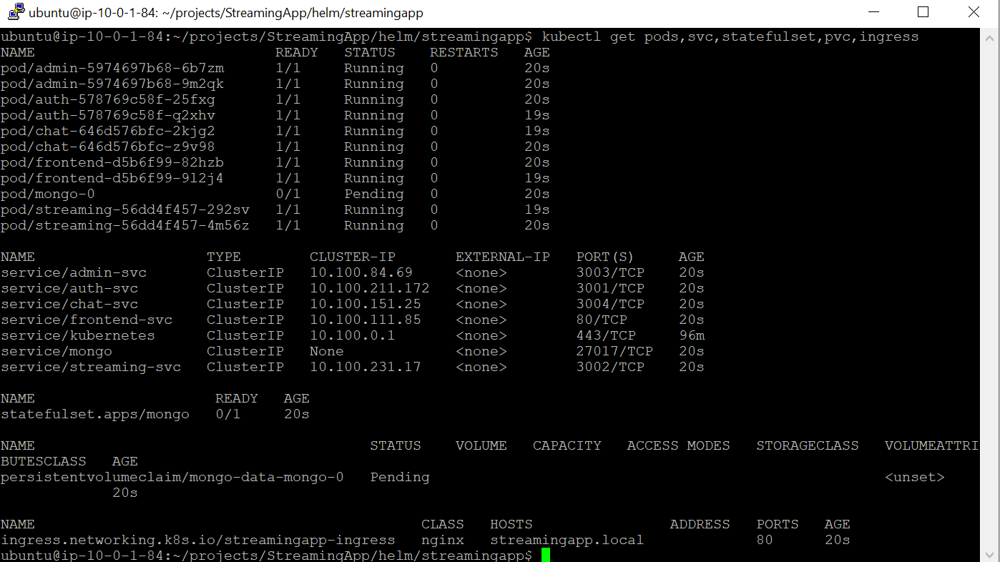 ubuntu@ip-10-0-1-84: ~/projects/StreamingApp/helm/streamingapp
ubuntu@ip-10-0-1-84:~/projects/StreamingApp/helm/streamingapp$ kubectl get pods,svc,statefulset,pvc,ingress
NAME                            READY   STATUS    RESTARTS   AGE
pod/admin-5974697b68-6b7zm      1/1     Running   0          20s
pod/admin-5974697b68-9m2qk      1/1     Running   0          20s
pod/auth-578769c58f-25fxg       1/1     Running   0          20s
pod/auth-578769c58f-q2xhv       1/1     Running   0          19s
pod/chat-646d576bfc-2kjg2       1/1     Running   0          19s
pod/chat-646d576bfc-z9v98       1/1     Running   0          20s
pod/frontend-d5b6f99-82hzb      1/1     Running   0          20s
pod/frontend-d5b6f99-9l2j4      1/1     Running   0          19s
pod/mongo-0                     0/1     Pending   0          20s
pod/streaming-56dd4f457-292sv   1/1     Running   0          19s
pod/streaming-56dd4f457-4m56z   1/1     Running   0          20s
NAME                    TYPE        CLUSTER-IP       EXTERNAL-IP   PORT(S)     AGE
service/admin-svc       ClusterIP   10.100.84.69     <none>        3003/TCP    20s
service/auth-svc        ClusterIP   10.100.211.172   <none>        3001/TCP    20s
service/chat-svc        ClusterIP   10.100.151.25    <none>        3004/TCP    20s
service/frontend-svc    ClusterIP   10.100.111.85    <none>        80/TCP      20s
service/kubernetes      ClusterIP   10.100.0.1       <none>        443/TCP     96m
service/mongo           ClusterIP   None             <none>        27017/TCP   20s
service/streaming-svc   ClusterIP   10.100.231.17    <none>        3002/TCP    20s
NAME                     READY   AGE
statefulset.apps/mongo   0/1     20s
NAME                                       STATUS    VOLUME   CAPACITY   ACCESS MODES   STORAGECLASS   VOLUMEATTRI
BUTESCLASS   AGE
persistentvolumeclaim/mongo-data-mongo-0   Pending                                                     <unset>
             20s
NAME                                             CLASS   HOSTS                ADDRESS   PORTS   AGE
ingress.networking.k8s.io/streamingapp-ingress   nginx   streamingapp.local             80      20s
ubuntu@ip-10-0-1-84:~/projects/StreamingApp/helm/streamingapp$